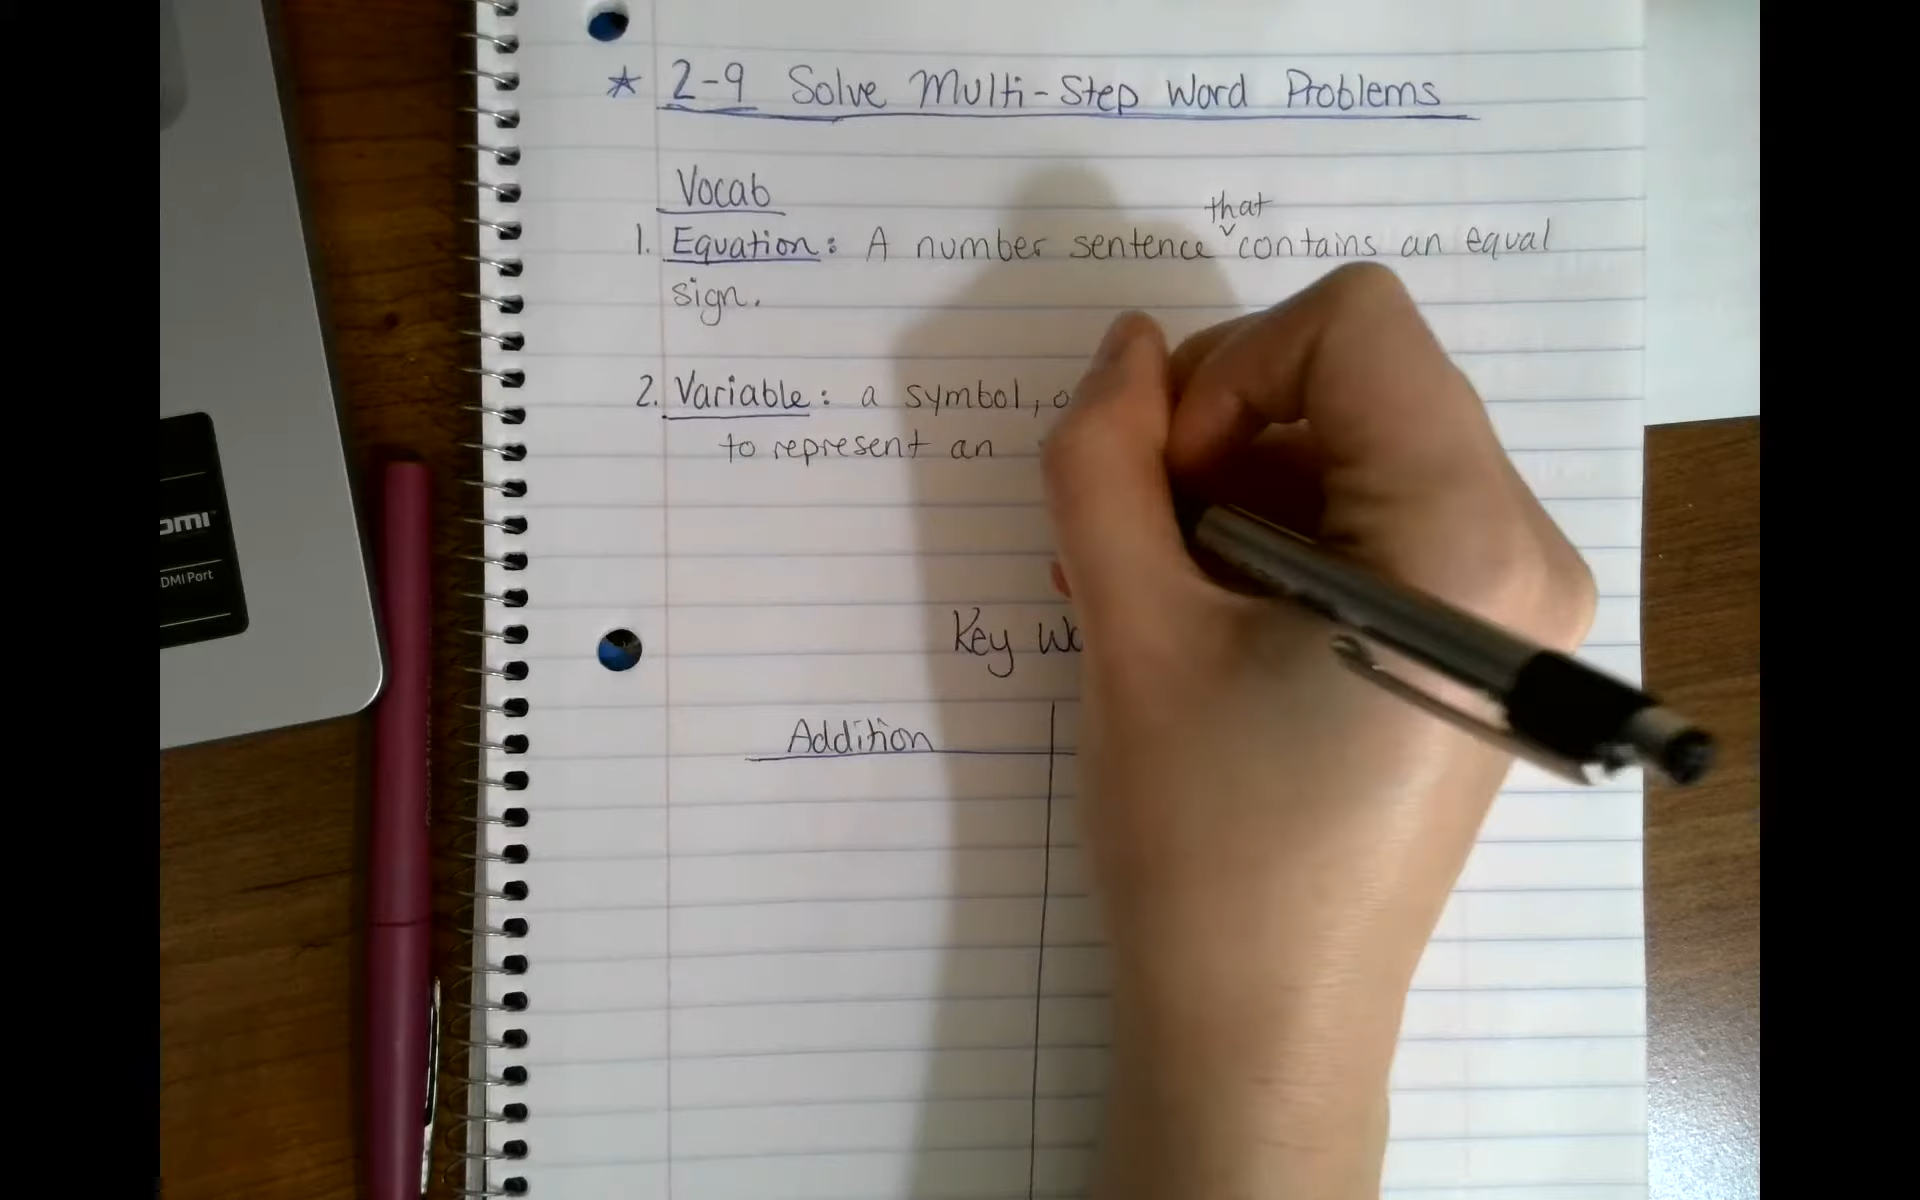 ★ 2-9 Solve Multi-Step Word Problems
Vocab
that
1. Equation: A number sentence ˅ contains an equal
sign.
2. Variable: a symbol,
to represent an
Key
Addition
DMI Port